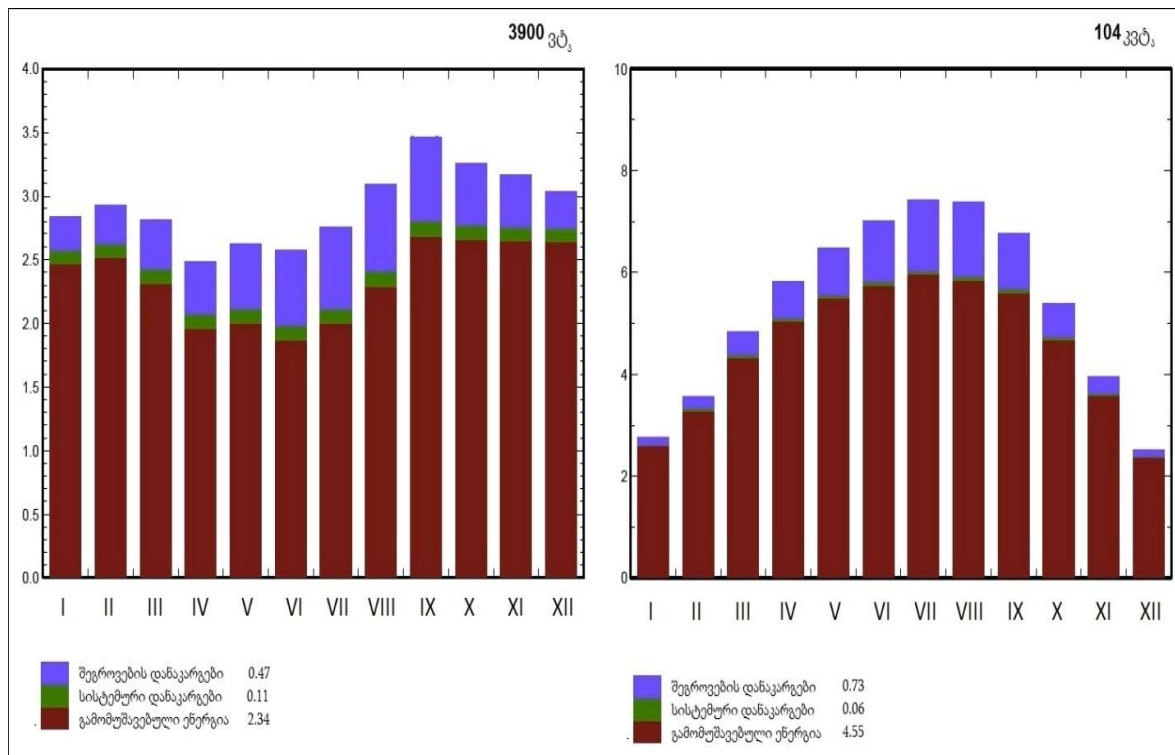 3900 ვტ.
4.0
3.5
3.0
2.5
2.0
1.5
1.0
0.5
0.0
I II III IV V VI VII VIII IX X XI XII
შეგროვების დანაკარგები 0.47
სისტემური დანაკარგები 0.11
გამომუშავებული ენერგია 2.34
104 კვტ.
10
8
6
4
2
0
I II III IV V VI VII VIII IX X XI XII
შეგროვების დანაკარგები 0.73
სისტემური დანაკარგები 0.06
გამომუშავებული ენერგია 4.55